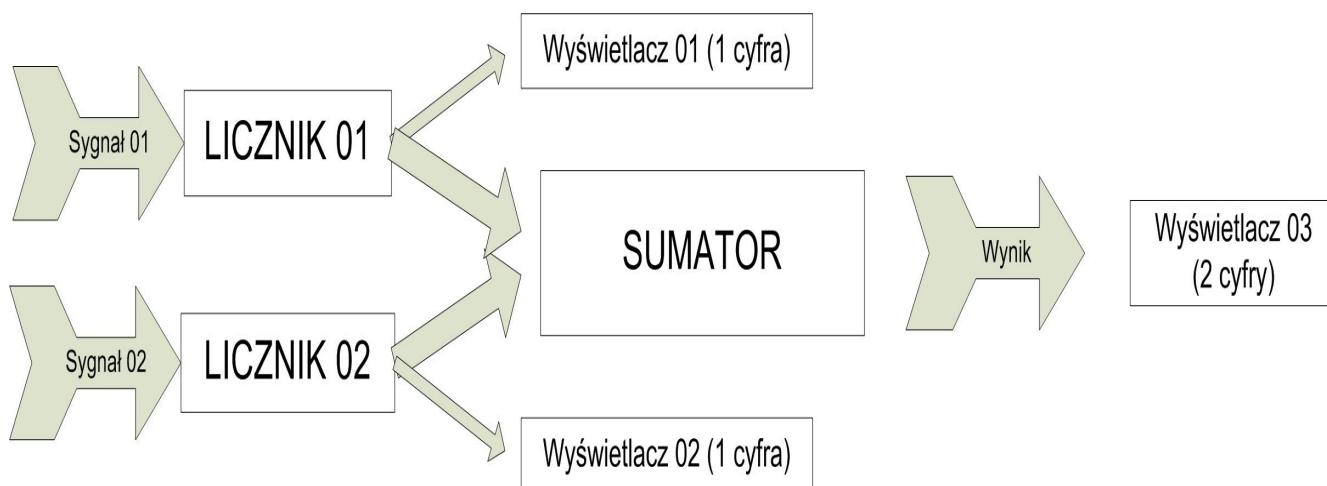 Wyświetlacz 01 (1 cyfra)
Sygnał 01
LICZNIK 01
SUMATOR
Wynik
Wyświetlacz 03
(2 cyfry)
Sygnał 02
LICZNIK 02
Wyświetlacz 02 (1 cyfra)